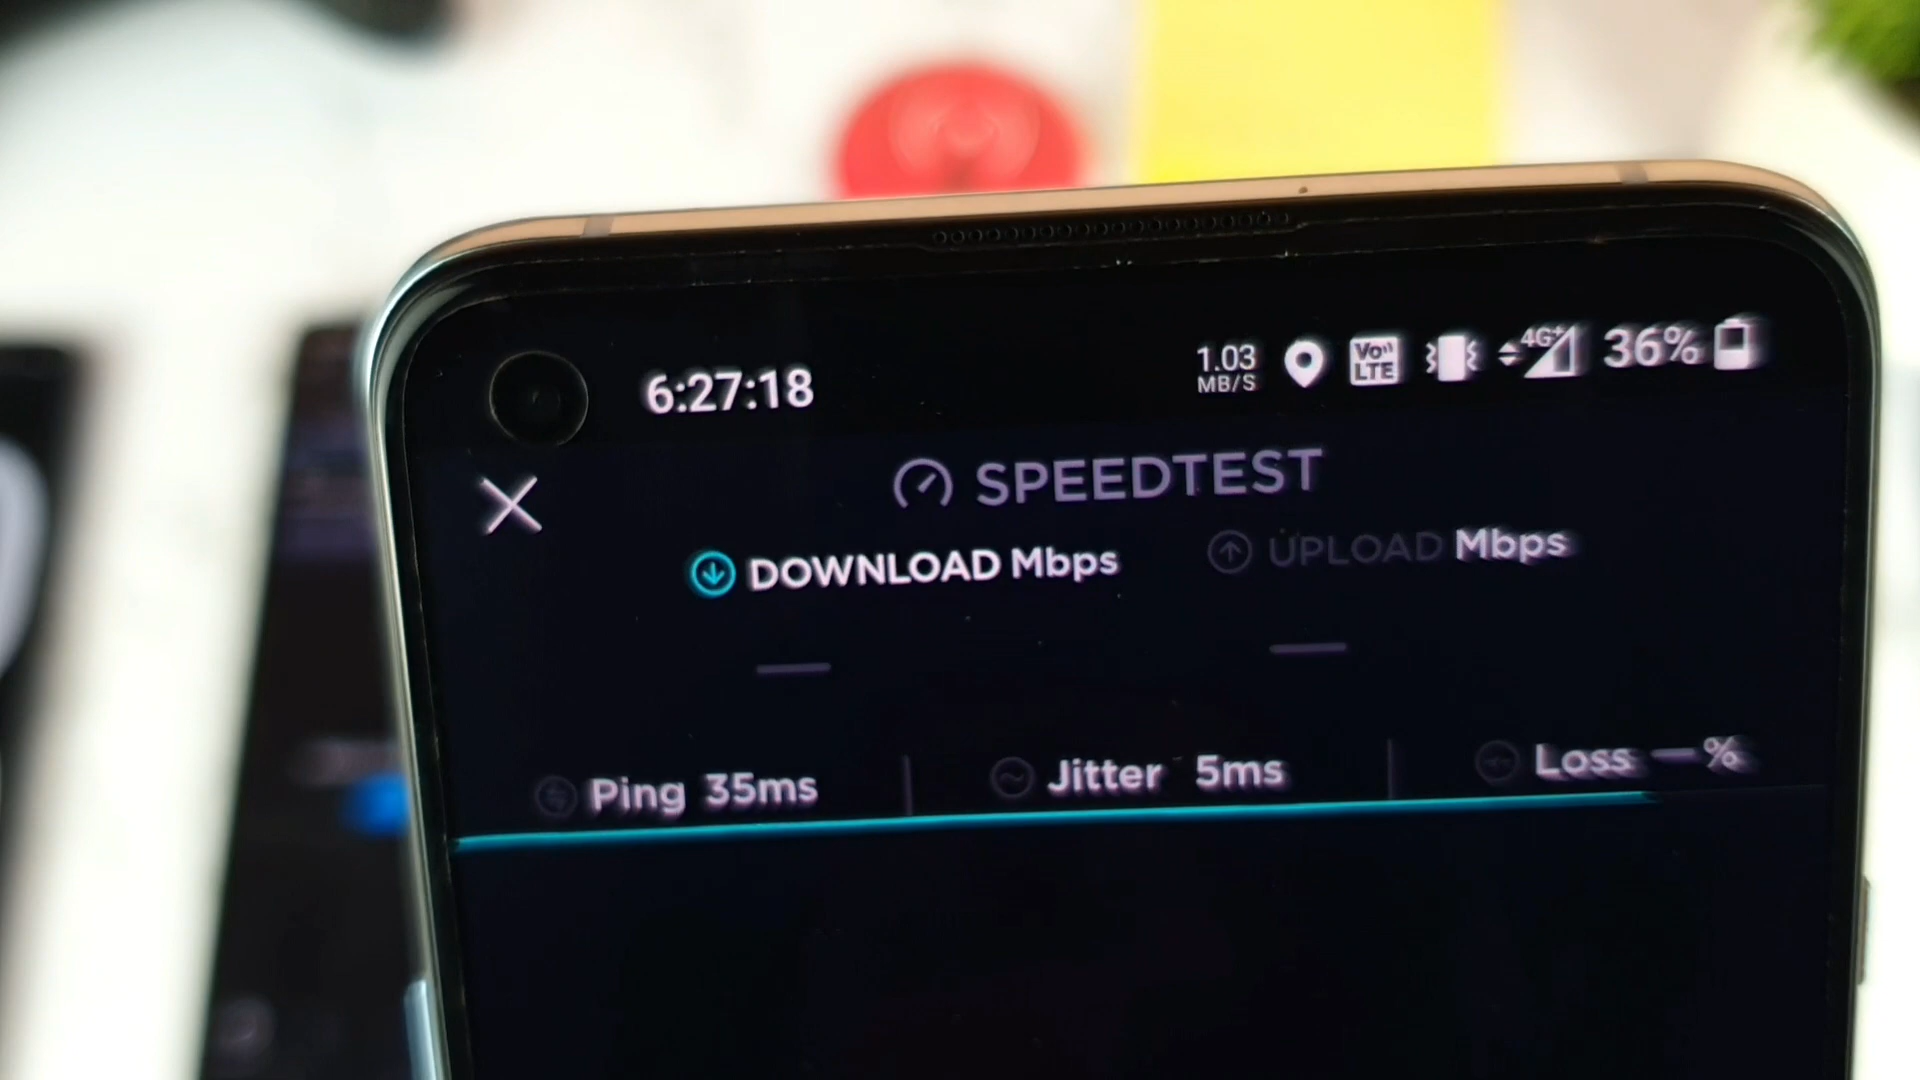 6:27:18 1.03 MB/S Vo LTE 4G+ 36%
SPEEDTEST
DOWNLOAD Mbps UPLOAD Mbps
— —
Ping 35ms Jitter 5ms Loss —%